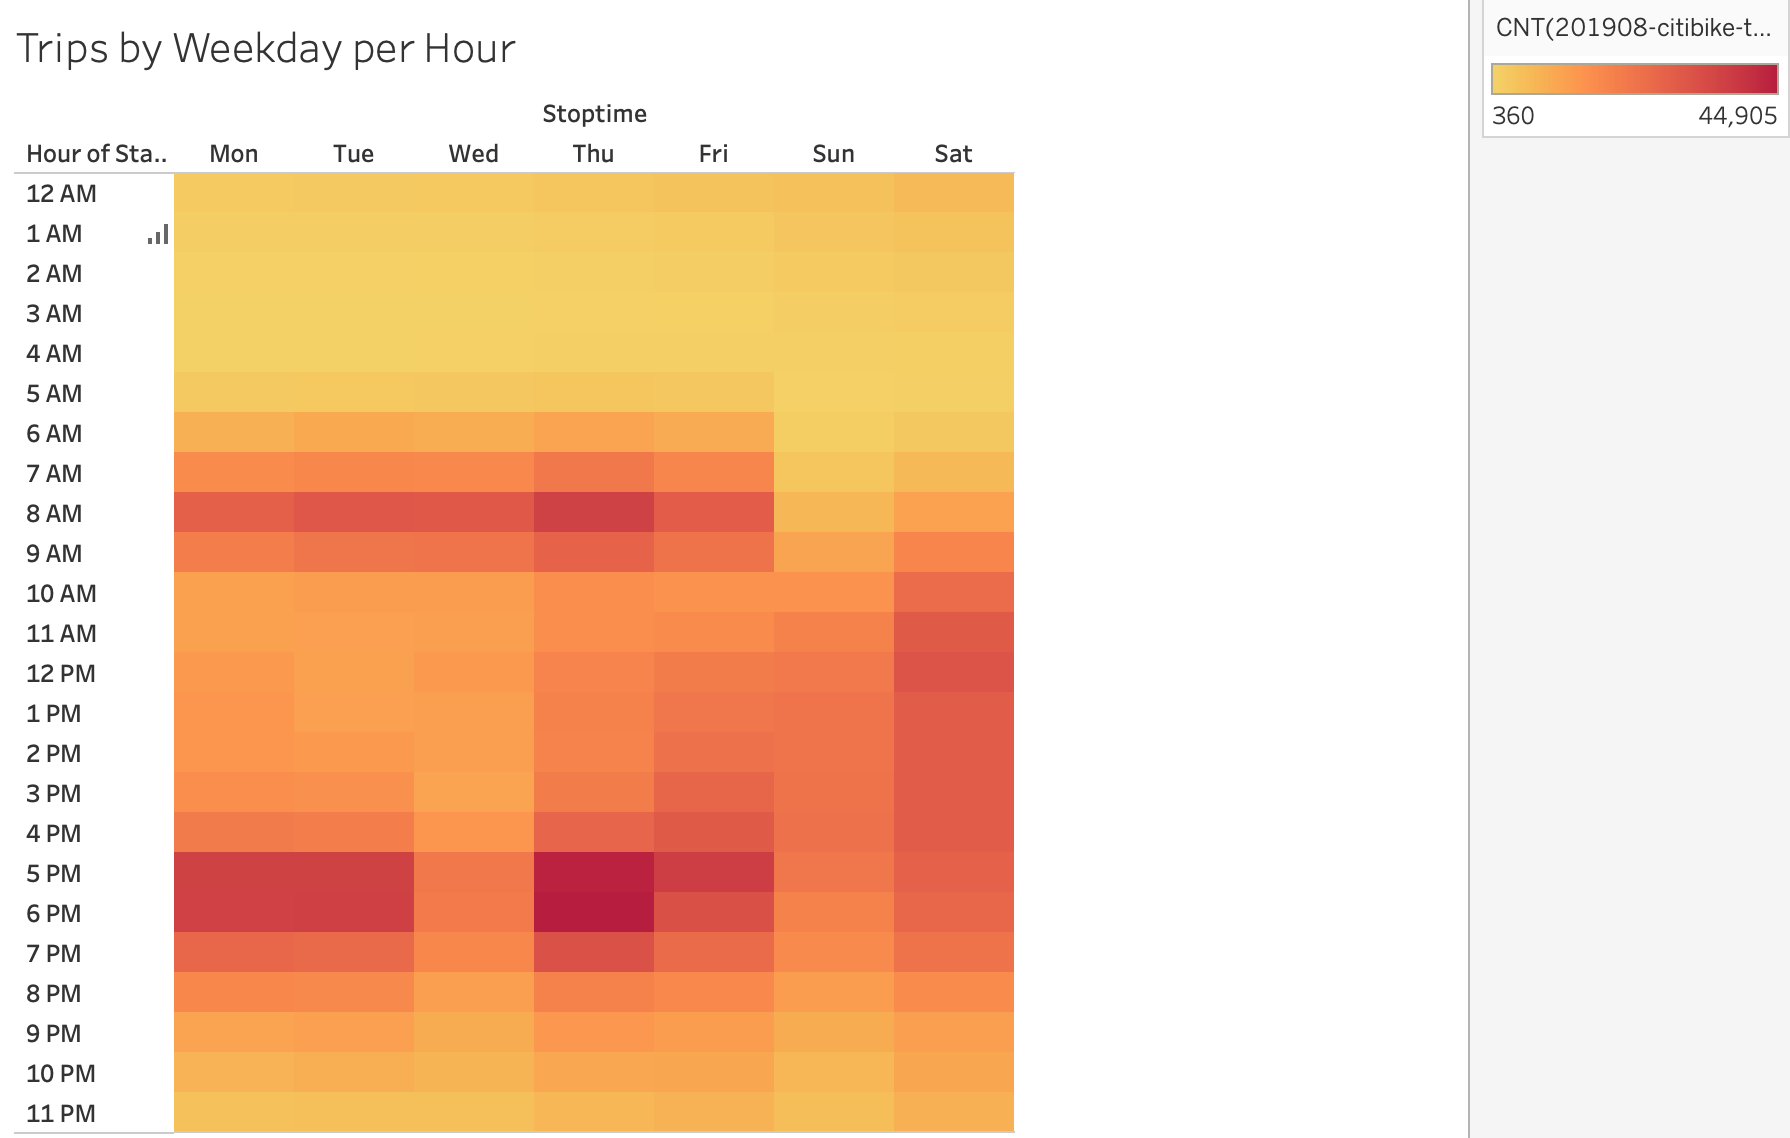 Trips by Weekday per Hour
CNT(201908-citibike-t...
360 44,905
Stoptime
Hour of Sta.. Mon Tue Wed Thu Fri Sun Sat
12 AM
1 AM
2 AM
3 AM
4 AM
5 AM
6 AM
7 AM
8 AM
9 AM
10 AM
11 AM
12 PM
1 PM
2 PM
3 PM
4 PM
5 PM
6 PM
7 PM
8 PM
9 PM
10 PM
11 PM